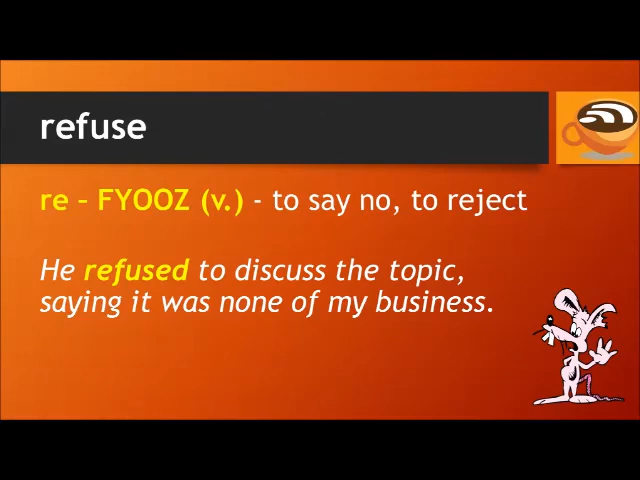 refuse
re – FYOOZ (v.) - to say no, to reject
He refused to discuss the topic,
saying it was none of my business.